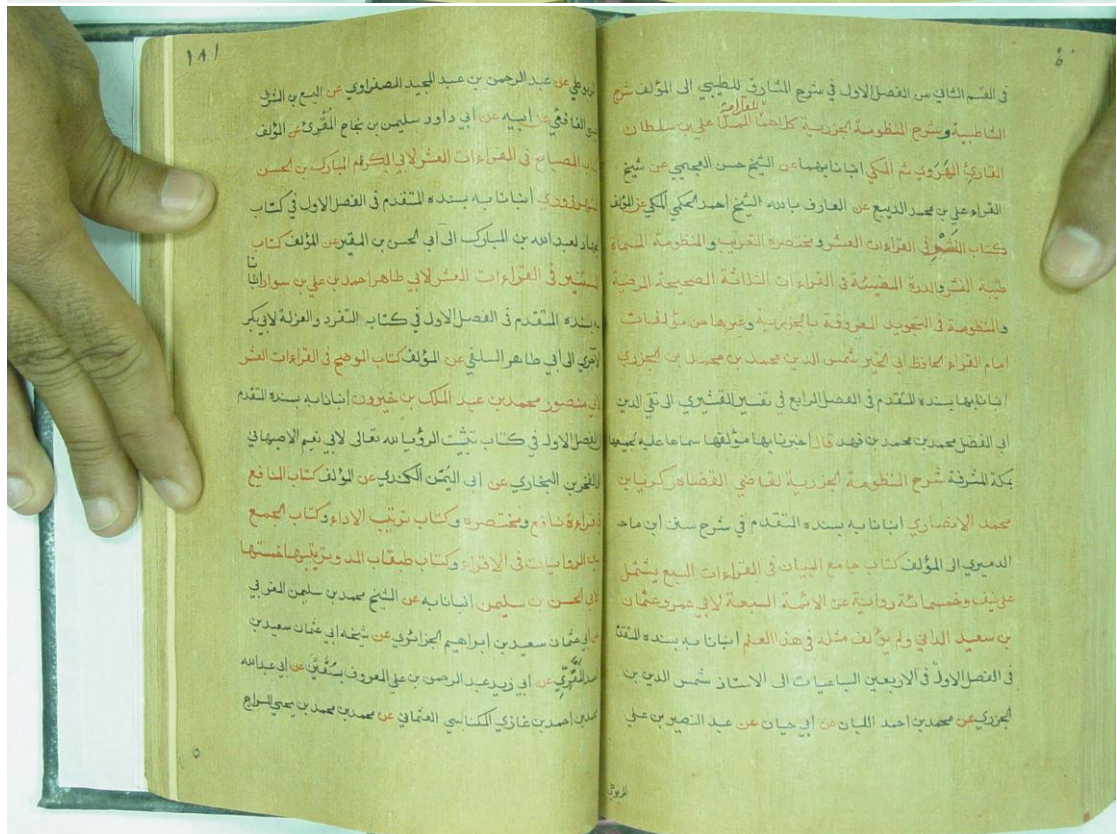 في القسم الثاني من الفصل الاول في شرح المشارق للطيبي الى المؤلف شرح
الشاطبية وشرح المنظومة الجزرية كلاهما للعلامة المنلا علي بن سلطان
القارئ الهروي ثم المكي انبانا بهما عن الشيخ حسن العجيمي عن شيخ
القراء علي بن محمد الديبع عن العارف بالله الشيخ احمد الحكمي المكي عن المؤلف
كتاب النشر في القراءات العشر ومختصره التقريب والمنظومة المسماة
طيبة النشر والدرة المضيئة في القراءات الثلاثة الصحيحة المرضية
والمنظومة في التجويد المعروفة بالجزرية وغيرها من مؤلفات
امام القراء الحافظ ابي الخير شمس الدين محمد بن محمد بن الجزري
انبانا بها بسنده المتقدم في الفصل الرابع في تفسير القشيري الى تقي الدين
ابي الفضل محمد بن محمد بن فهد قال اخبرنا بها مؤلفها سماعا عليه لجميعها
بمكة المشرفة شرح المنظومة الجزرية لقاضي القضاة زكريا بن
محمد الانصاري انبانا به بسنده المتقدم في شرح سنن ابن ماجه
الدميري الى المؤلف كتاب جامع البيان في القراءات السبع يشتمل
على نيف وخمسمائة رواية عن الائمة السبعة لابي عمرو عثمان
بن سعيد الداني ولم يؤلف مثله في هذا العلم انبانا به بسنده المتقدم
في الفصل الاول في الاربعين التساعيات الى الاستاذ شمس الدين بن
الجزري عن محمد بن احمد اللبان عن ابي حيان عن عبد النصير بن علي
المريوطي
١٨١
المريوطي عن عبد الرحمن بن عبد المجيد الصفراوي عن اليسع بن
الغافقي عن ابيه عن ابي داود سليمن بن نجاح المقرئ عن المؤلف
كتاب المصباح في القراءات العشر لابي الكرم المبارك بن الحسن
الشهرزوري انبانا به بسنده المتقدم في الفصل الاول في كتاب
لعبد الله بن المبارك الى ابي الحسن بن المقير عن المؤلف كتاب
المستنير في القراءات العشر لابي طاهر احمد بن علي بن سوار انبانا
به بسنده المتقدم في الفصل الاول في كتاب التفرد والعزلة لابي بكر
الآجري الى ابي طاهر السلفي عن المؤلف كتاب الموضح في القراءات العشر
لابي منصور محمد بن عبد الملك بن خيرون انبانا به بسنده المتقدم
في الفصل الاول في كتاب تثبيت الرؤيا لله تعالى لابي نعيم الاصبهاني
الى الفخر بن البخاري عن ابي اليمن الكندي عن المؤلف كتاب النافع
في قراءة نافع ومختصره وكتاب ترتيب الاداء وكتاب الجمع
بين الروايات في الاقراء وكتاب طبقات المد وترتيبها خمستها
لابي الحسن بن سليمن انبانا به عن الشيخ محمد بن سليمن المغربي
عن ابي عثمان سعيد بن ابراهيم الجزائري عن شيخه ابي عثمان سعيد بن
احمد المقري عن ابي زيد عبد الرحمن بن علي المعروف بسقين عن ابي عبد الله
محمد بن احمد بن غازي المكناسي العثماني عن محمد بن محمد بن يحيى السراج